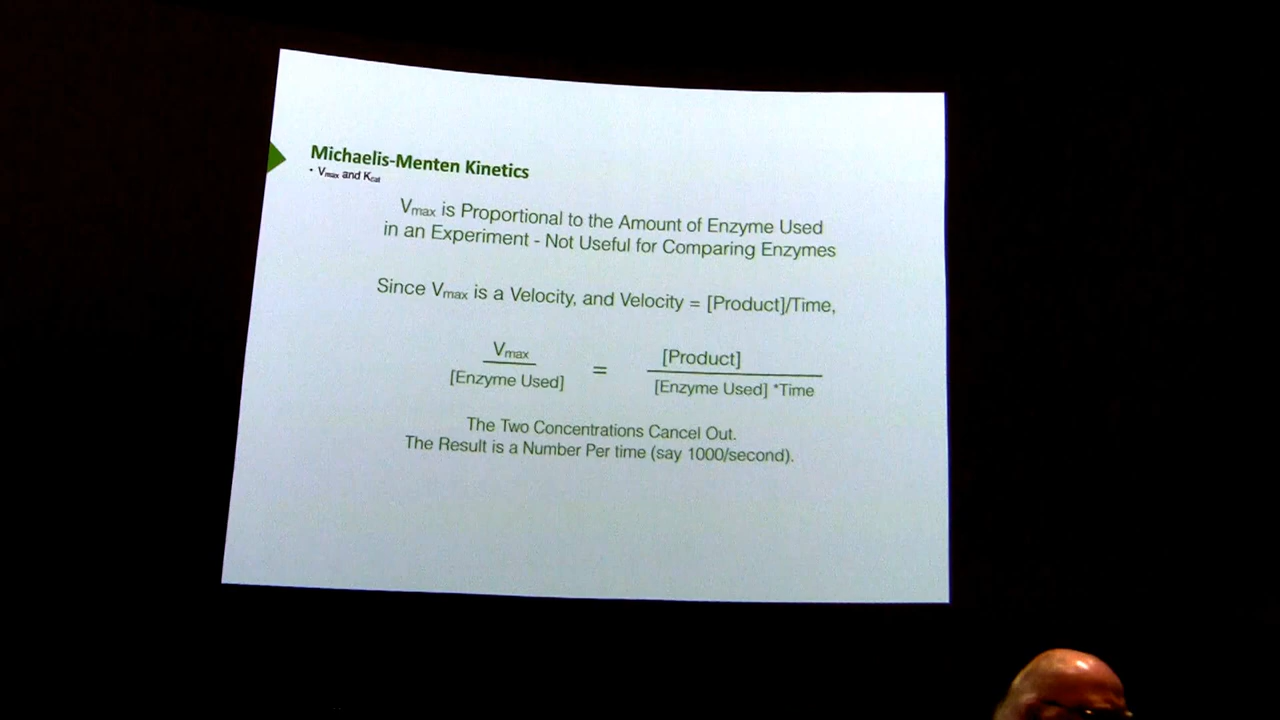 Michaelis-Menten Kinetics
• Vmax and Kcat
Vmax is Proportional to the Amount of Enzyme Used
in an Experiment - Not Useful for Comparing Enzymes
Since Vmax is a Velocity, and Velocity = [Product]/Time,
Vmax
[Enzyme Used]
=
[Product]
[Enzyme Used] *Time
The Two Concentrations Cancel Out.
The Result is a Number Per time (say 1000/second).